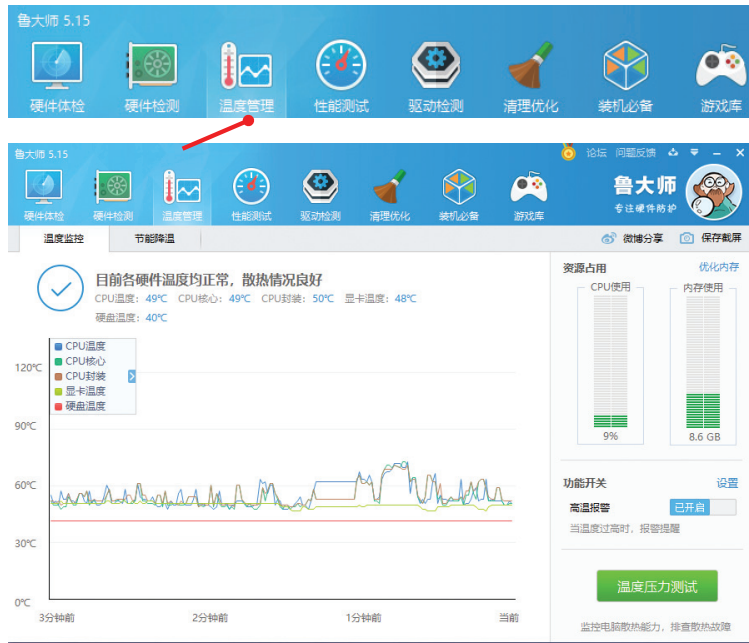 鲁大师 5.15
硬件体检 硬件检测 温度管理 性能测试 驱动检测 清理优化 装机必备 游戏库
鲁大师 5.15 论坛 问题反馈
硬件体检 硬件检测 温度管理 性能测试 驱动检测 清理优化 装机必备 游戏库
鲁大师
专注硬件防护
温度监控 节能降温 微博分享 保存截屏
目前各硬件温度均正常，散热情况良好
CPU温度：49℃ CPU核心：49℃ CPU封装：50℃ 显卡温度：48℃
硬盘温度：40℃
CPU温度
CPU核心
CPU封装
显卡温度
硬盘温度
120℃
90℃
60℃
30℃
0℃
3分钟前 2分钟前 1分钟前 当前
资源占用 优化内存
CPU使用 内存使用
9% 8.6 GB
功能开关 设置
高温报警 已开启
当温度过高时，报警提醒
温度压力测试
监控电脑散热能力，排查散热故障